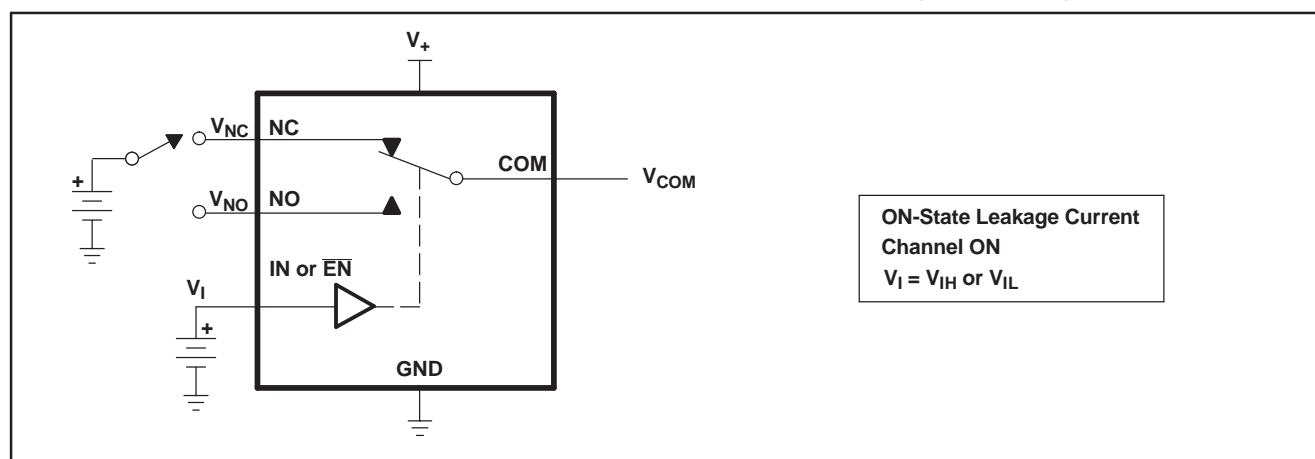 V+
VNC NC
COM
VCOM
+
VNO NO
IN or EN
VI
+
GND
ON-State Leakage Current
Channel ON
VI = VIH or VIL